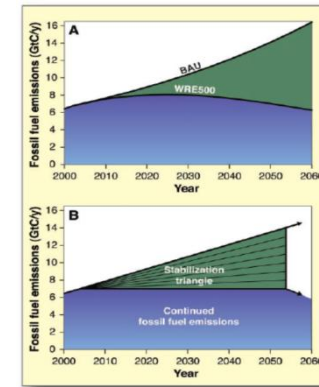 A
16
14
12
10
8
6
4
2
0
Fossil fuel emissions (GtC/y)
BAU
WRE500
2000 2010 2020 2030 2040 2050 2060
Year
B
16
14
12
10
8
6
4
2
0
Fossil fuel emissions (GtC/y)
Stabilization
triangle
Continued
fossil fuel emissions
2000 2010 2020 2030 2040 2050 2060
Year